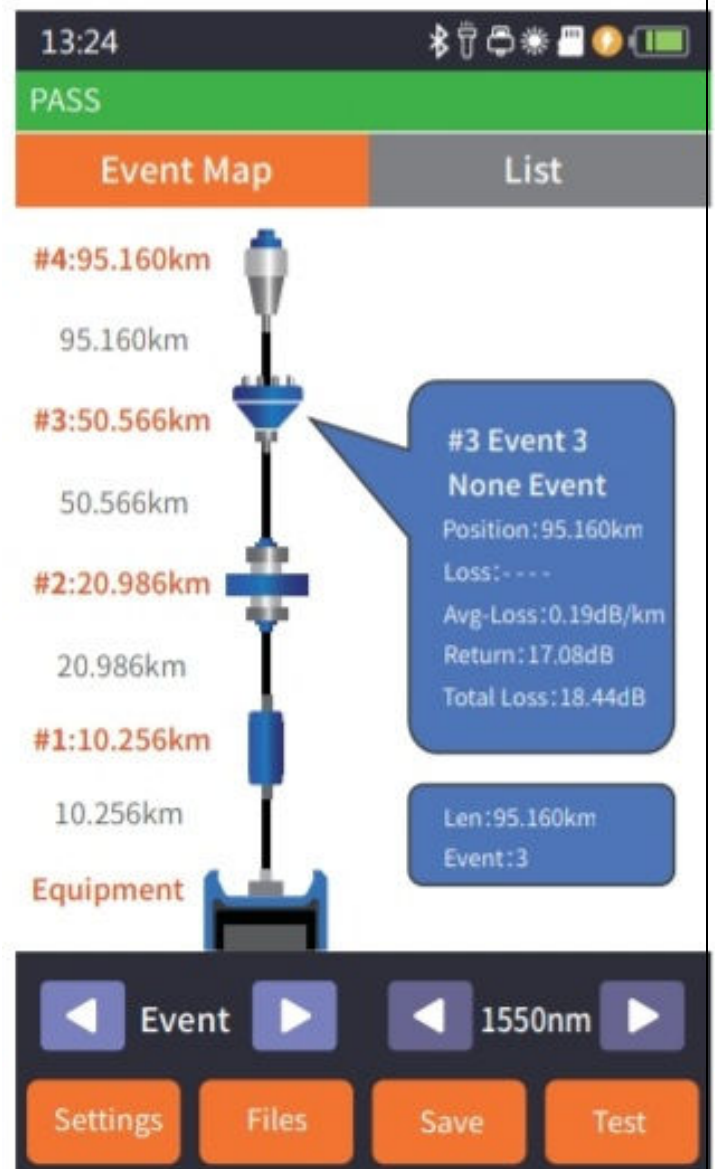 13:24
PASS
Event Map
List
#4:95.160km
95.160km
#3:50.566km
50.566km
#2:20.986km
20.986km
#1:10.256km
10.256km
Equipment
#3 Event 3
None Event
Position:95.160km
Loss:----
Avg-Loss:0.19dB/km
Return:17.08dB
Total Loss:18.44dB
Len:95.160km
Event:3
Event
1550nm
Settings
Files
Save
Test